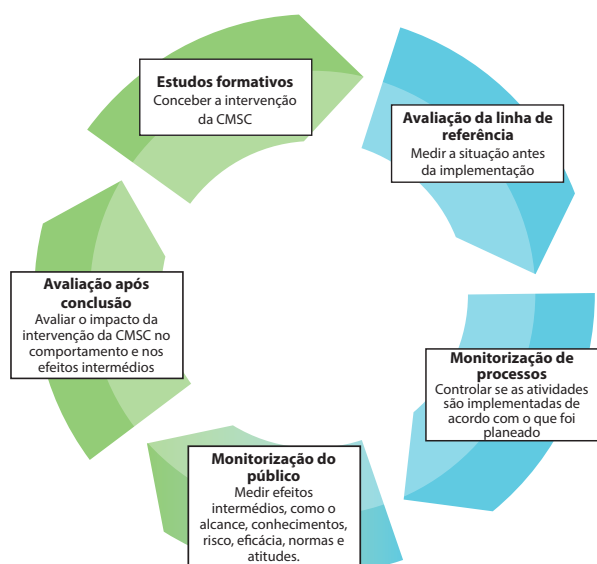 Estudos formativos
Conceber a intervenção
da CMSC
Avaliação da linha de
referência
Medir a situação antes
da implementação
Monitorização de
processos
Controlar se as atividades
são implementadas de
acordo com o que foi
planeado
Monitorização do
público
Medir efeitos
intermédios, como o
alcance, conhecimentos,
risco, eficácia, normas e
atitudes.
Avaliação após
conclusão
Avaliar o impacto da
intervenção da CMSC no
comportamento e nos
efeitos intermédios